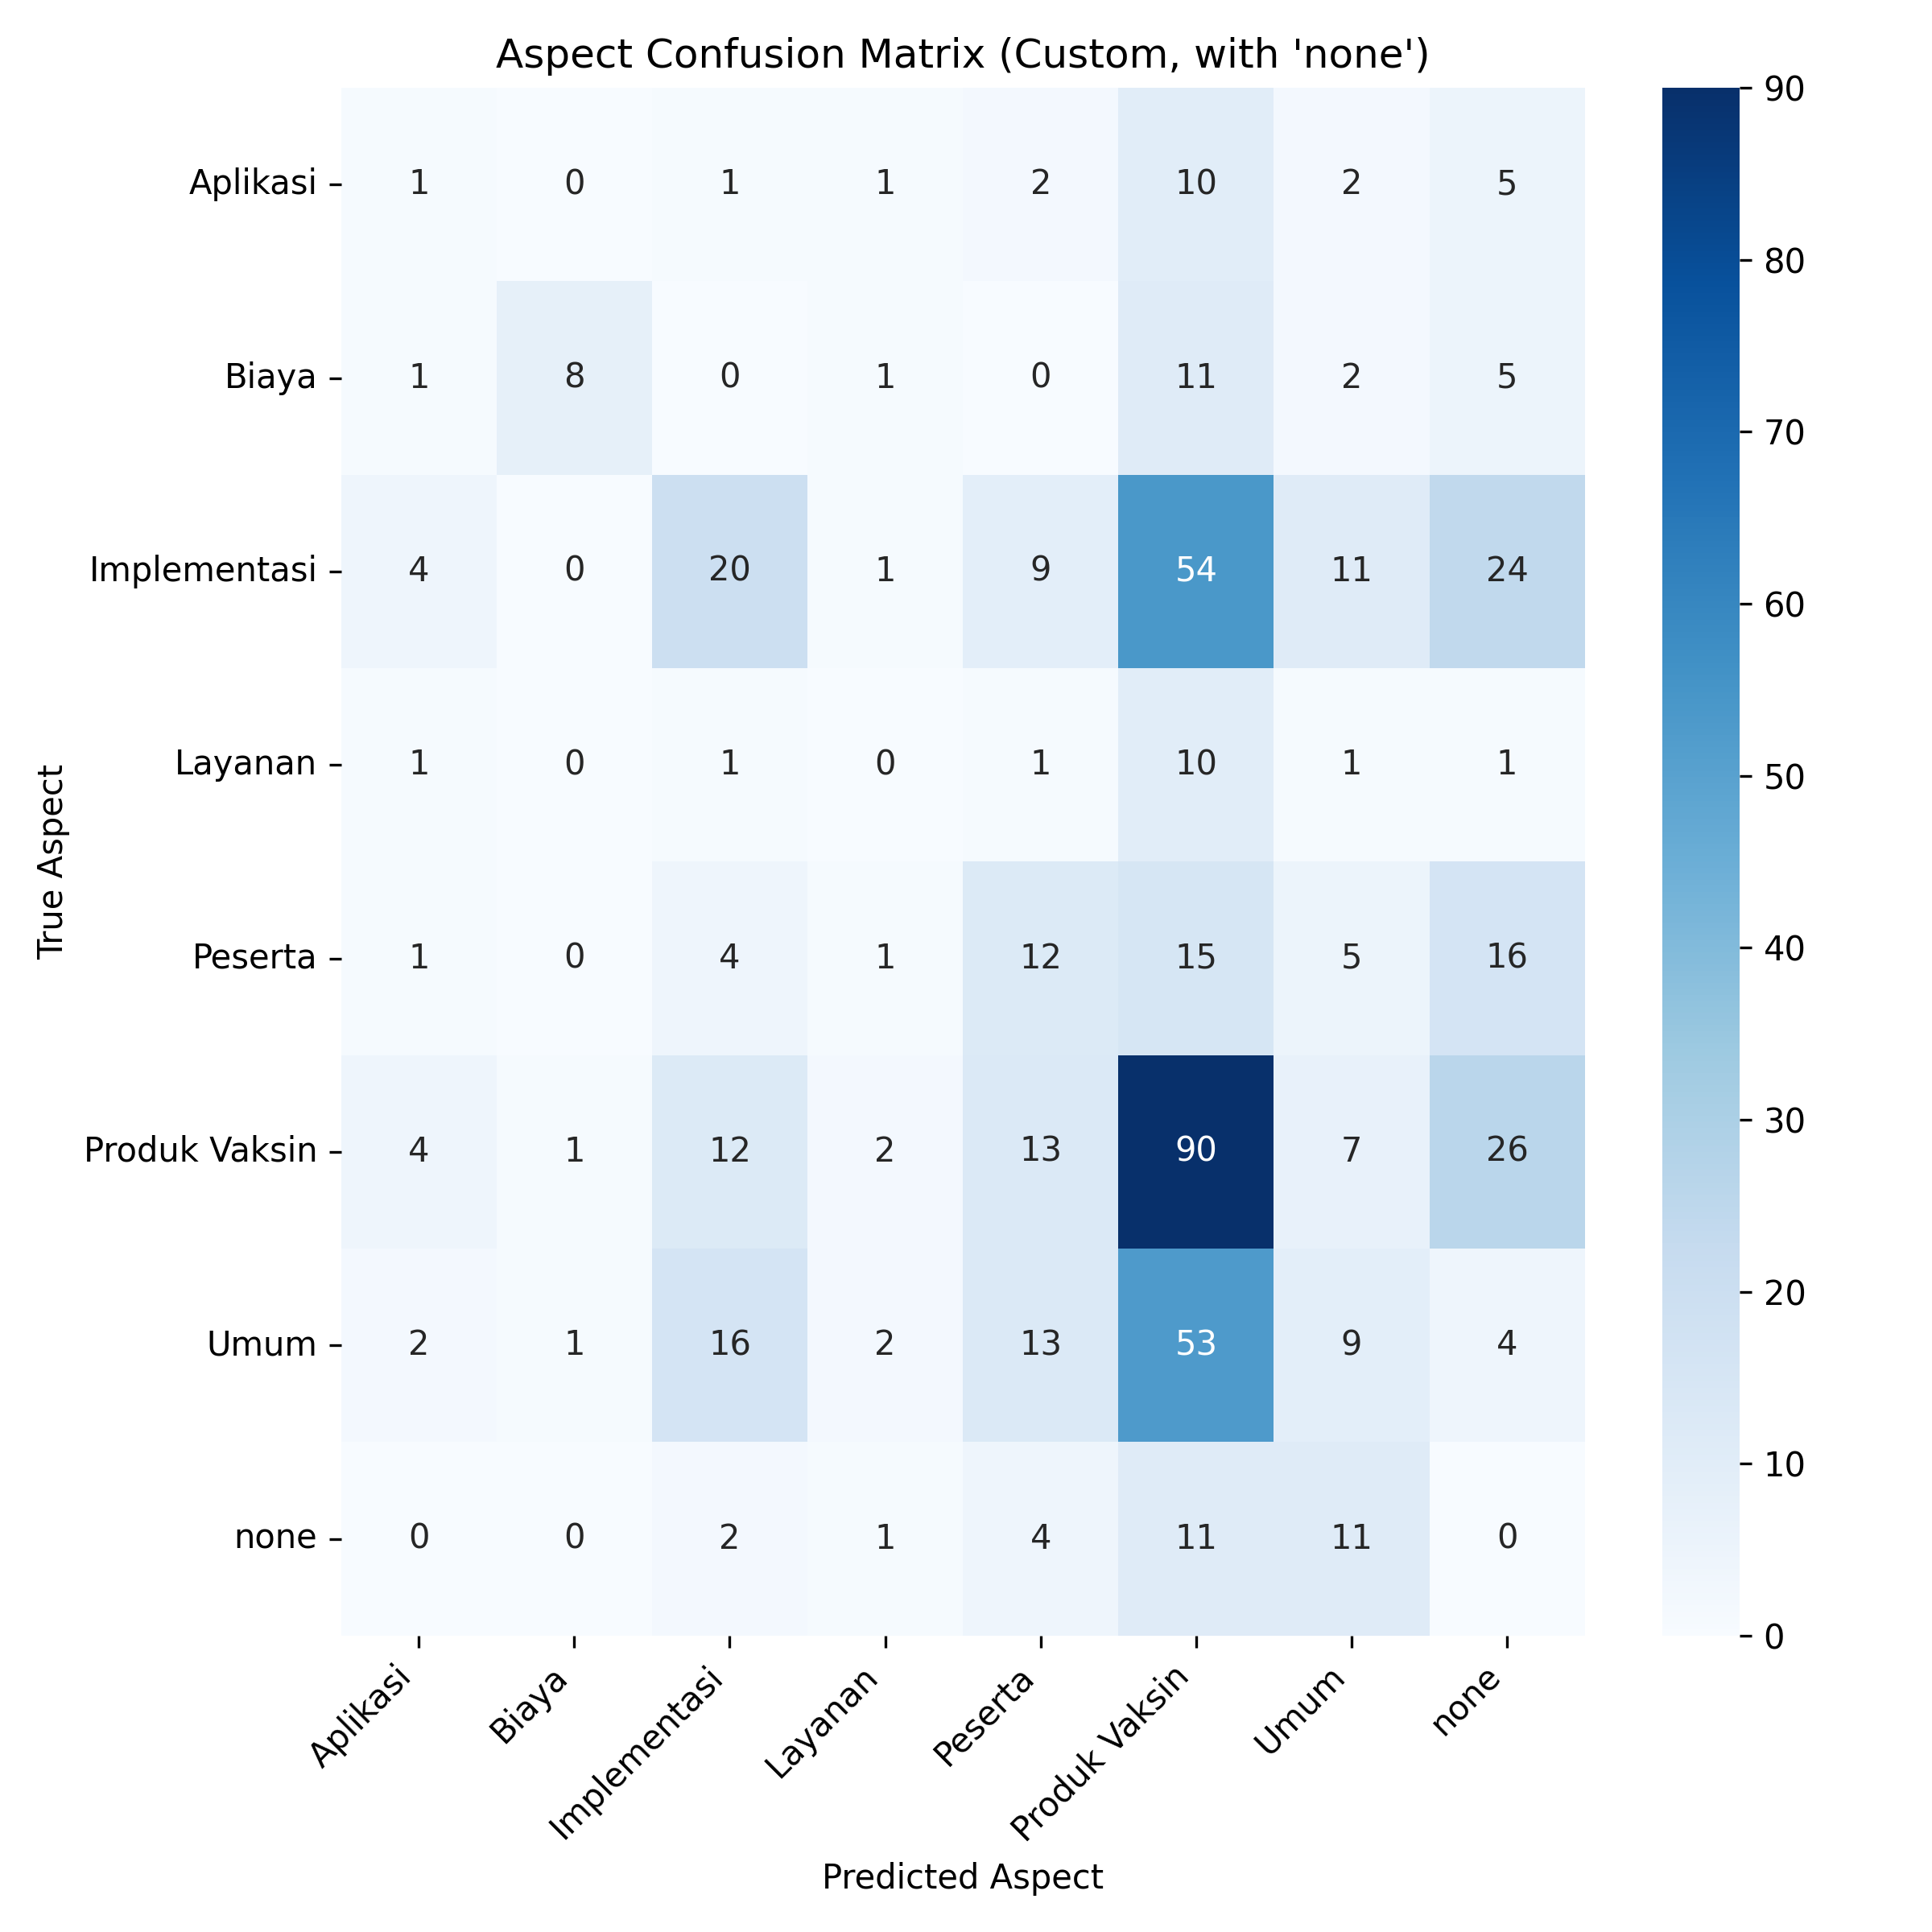 Aspect Confusion Matrix (Custom, with 'none')
Aplikasi 1 0 1 1 2 10 2 5
Biaya 1 8 0 1 0 11 2 5
Implementasi 4 0 20 1 9 54 11 24
Layanan 1 0 1 0 1 10 1 1
Peserta 1 0 4 1 12 15 5 16
Produk Vaksin 4 1 12 2 13 90 7 26
Umum 2 1 16 2 13 53 9 4
none 0 0 2 1 4 11 11 0
True Aspect
Aplikasi Biaya Implementasi Layanan Peserta Produk Vaksin Umum none
Predicted Aspect
90
80
70
60
50
40
30
20
10
0